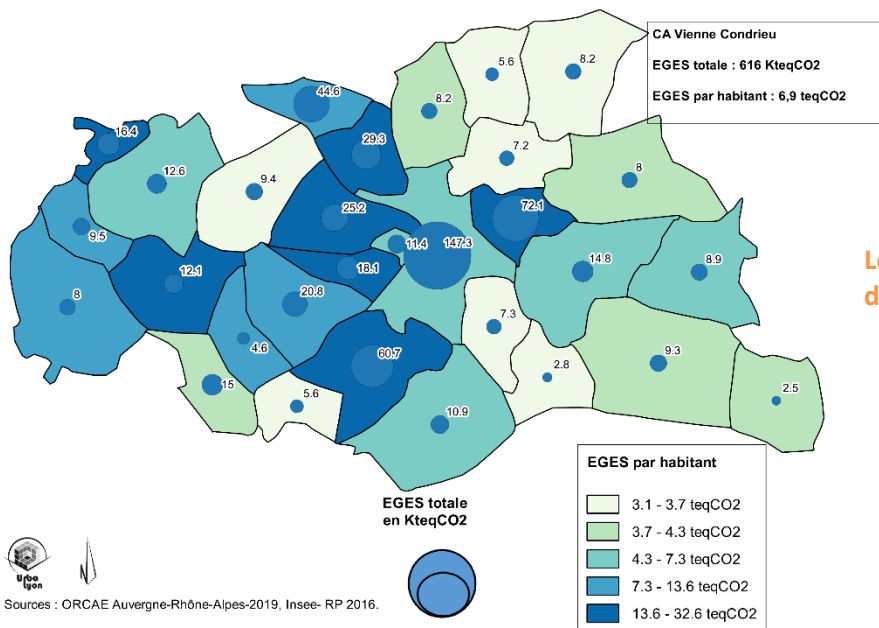 CA Vienne Condrieu
EGES totale : 616 KteqCO2
EGES par habitant : 6,9 teqCO2
5.6
8.2
44.6
8.2
16.4
29.3
7.2
12.6
9.4
8
25.2
72.1
9.5
11.4
147.3
12.1
18.1
14.8
8.9
8
20.8
7.3
4.6
60.7
2.8
9.3
15
5.6
2.5
10.9
EGES totale
en KteqCO2
EGES par habitant
3.1 - 3.7 teqCO2
3.7 - 4.3 teqCO2
4.3 - 7.3 teqCO2
7.3 - 13.6 teqCO2
13.6 - 32.6 teqCO2
Urba
Lyon
Sources : ORCAE Auvergne-Rhône-Alpes-2019, Insee- RP 2016.